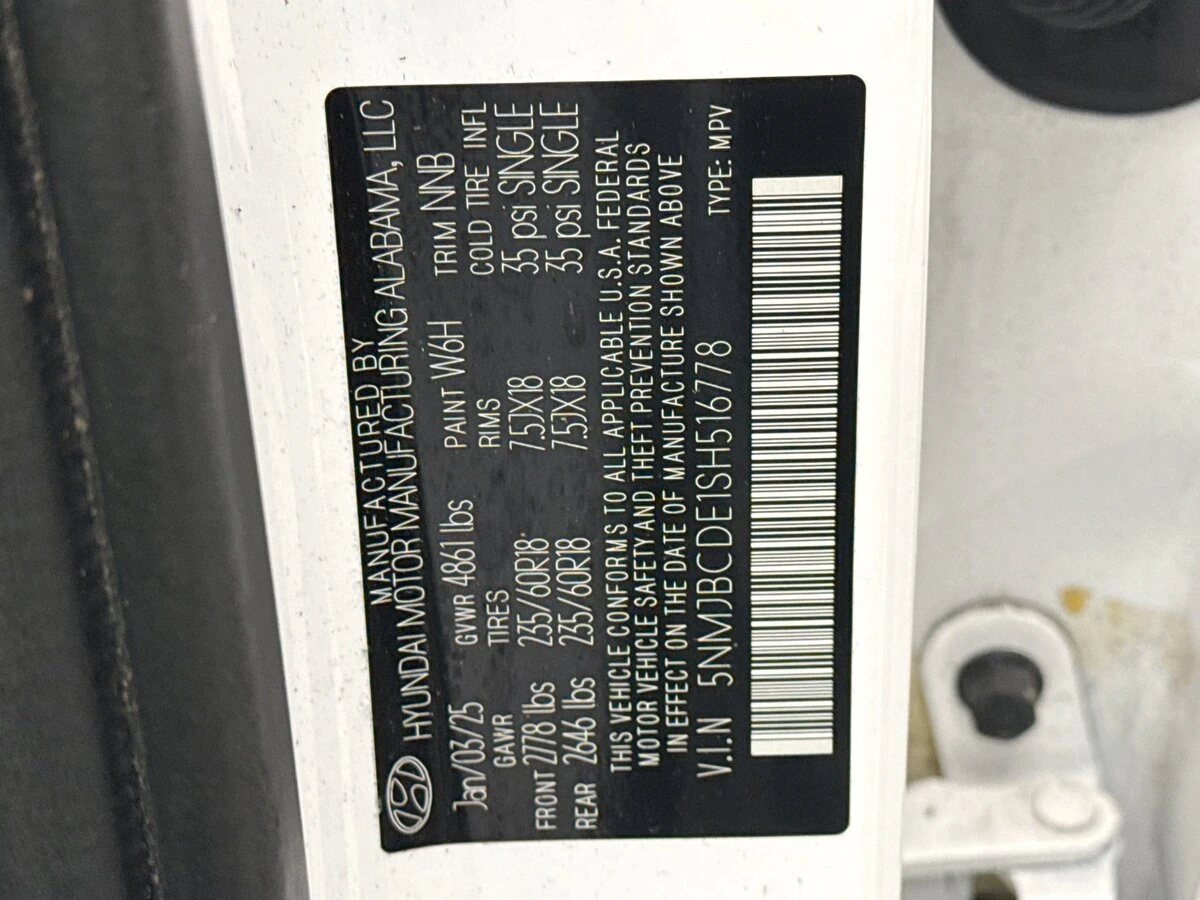 MANUFACTURED BY
HYUNDAI MOTOR MANUFACTURING ALABAMA, LLC
Jan/03/25 GVWR 4861 lbs PAINT W6H TRIM NNB
GAWR TIRES RIMS COLD TIRE INFL
FRONT 2778 lbs 235/60R18 7.5JX18 35 psi SINGLE
REAR 2646 lbs 235/60R18 7.5JX18 35 psi SINGLE
THIS VEHICLE CONFORMS TO ALL APPLICABLE U.S.A. FEDERAL
MOTOR VEHICLE SAFETY AND THEFT PREVENTION STANDARDS
IN EFFECT ON THE DATE OF MANUFACTURE SHOWN ABOVE
V.I.N 5NMJBCDE1SH516778 TYPE: MPV